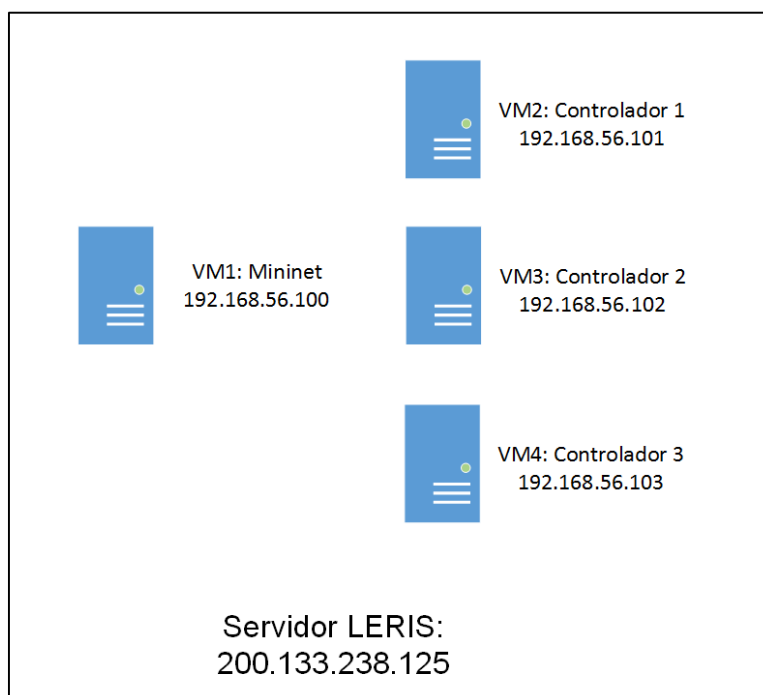 VM2: Controlador 1
192.168.56.101
VM1: Mininet
192.168.56.100
VM3: Controlador 2
192.168.56.102
VM4: Controlador 3
192.168.56.103
Servidor LERIS:
200.133.238.125